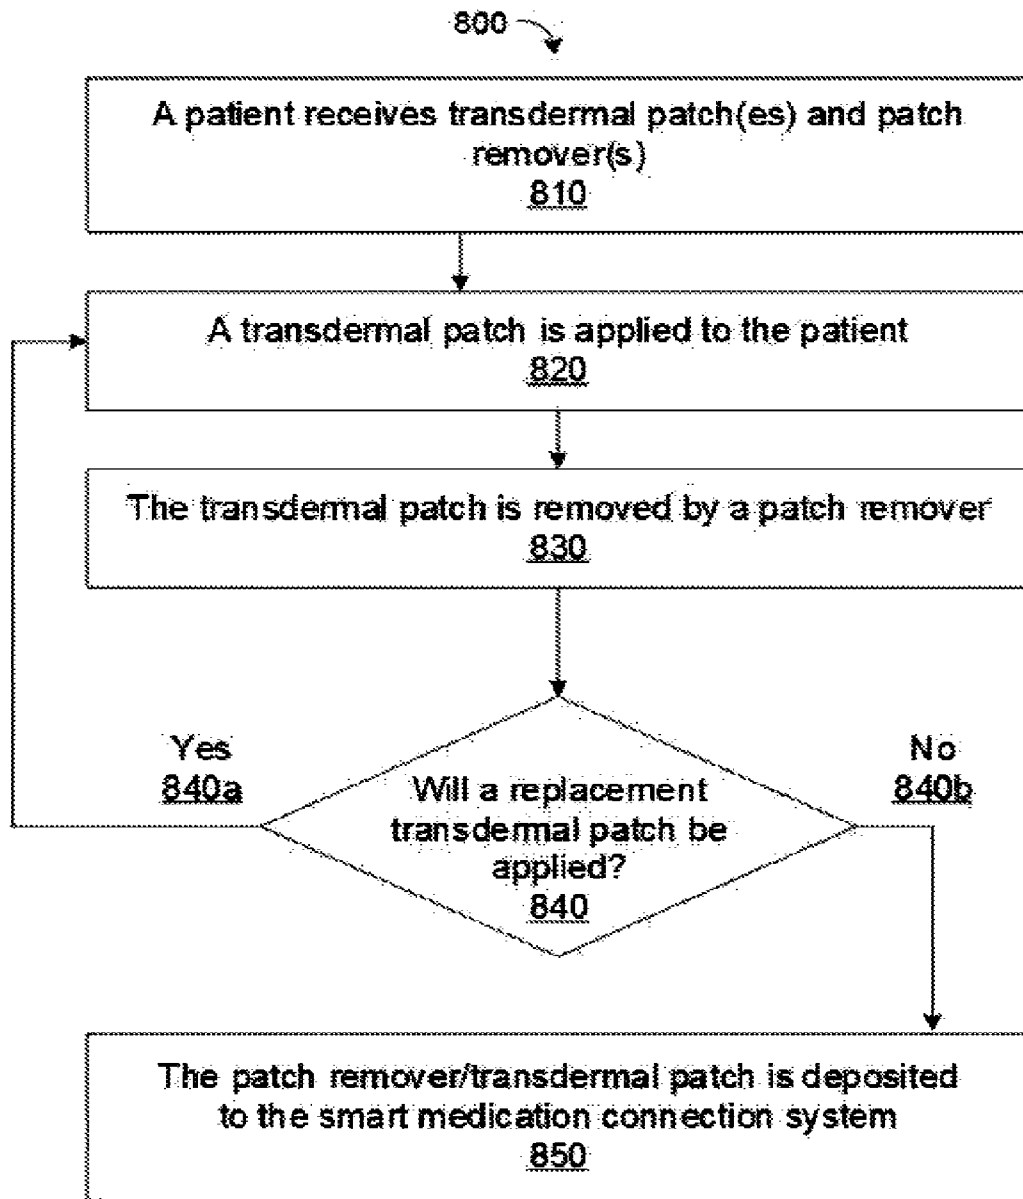 800
A patient receives transdermal patch(es) and patch
remover(s)
810
A transdermal patch is applied to the patient
820
The transdermal patch is removed by a patch remover
830
Yes
840a
No
840b
Will a replacement
transdermal patch be
applied?
840
The patch remover/transdermal patch is deposited
to the smart medication connection system
850